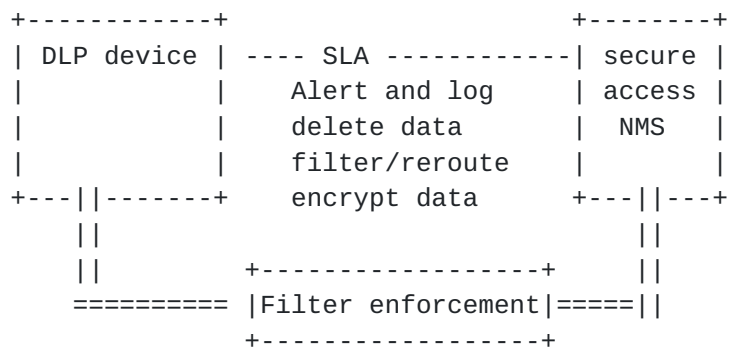 +------------+                       +--------+
| DLP device | ---- SLA ------------| secure |
|            |    Alert and log     | access |
|            |    delete data       |  NMS   |
|            |    filter/reroute    |        |
+---||-------+    encrypt data      +---||---+
    ||                                  ||
    ||         +------------------+     ||
    ========== |Filter enforcement|=====||
               +------------------+